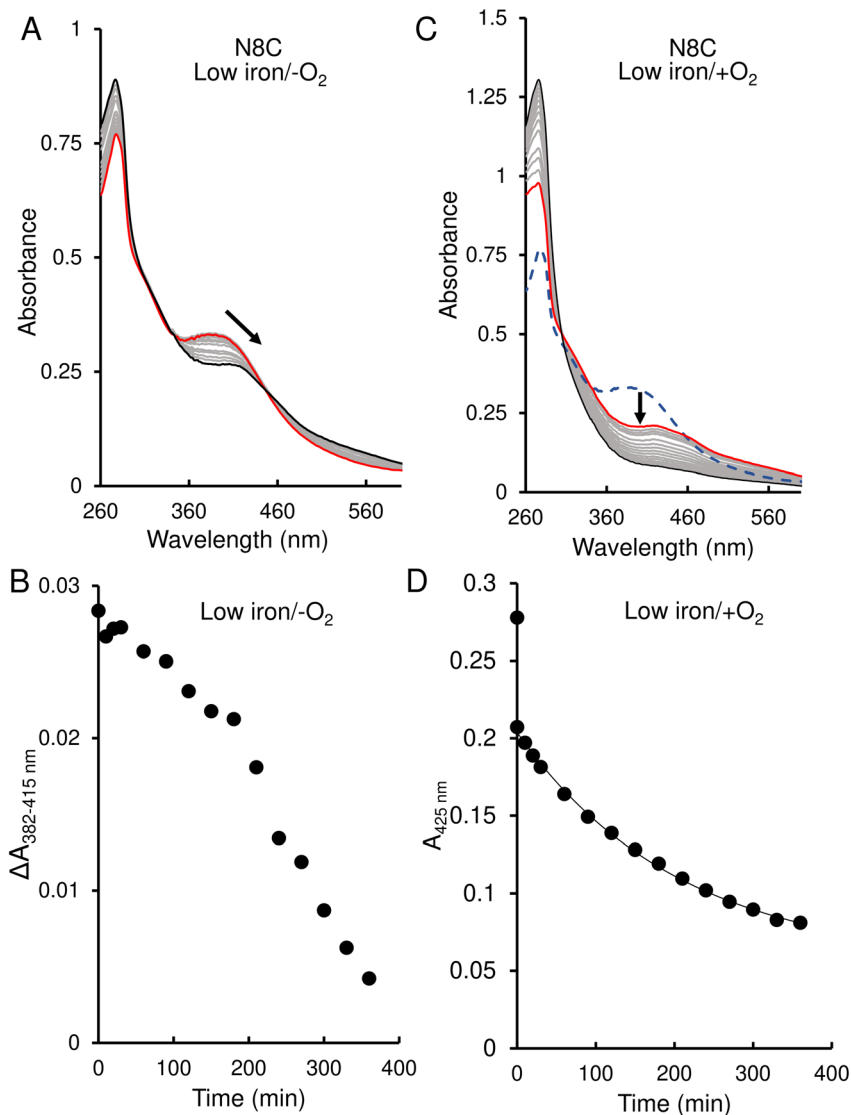 A
N8C
Low iron/-O₂
1
0.75
0.5
0.25
0
Absorbance
260
360
460
560
Wavelength (nm)
C
N8C
Low iron/+O₂
1.5
1.25
1
0.75
0.5
0.25
0
Absorbance
260
360
460
560
Wavelength (nm)
B
Low iron/-O₂
0.03
0.02
0.01
0
ΔA382-415 nm
0
100
200
300
400
Time (min)
D
Low iron/+O₂
0.3
0.25
0.2
0.15
0.1
0.05
0
A425 nm
0
100
200
300
400
Time (min)